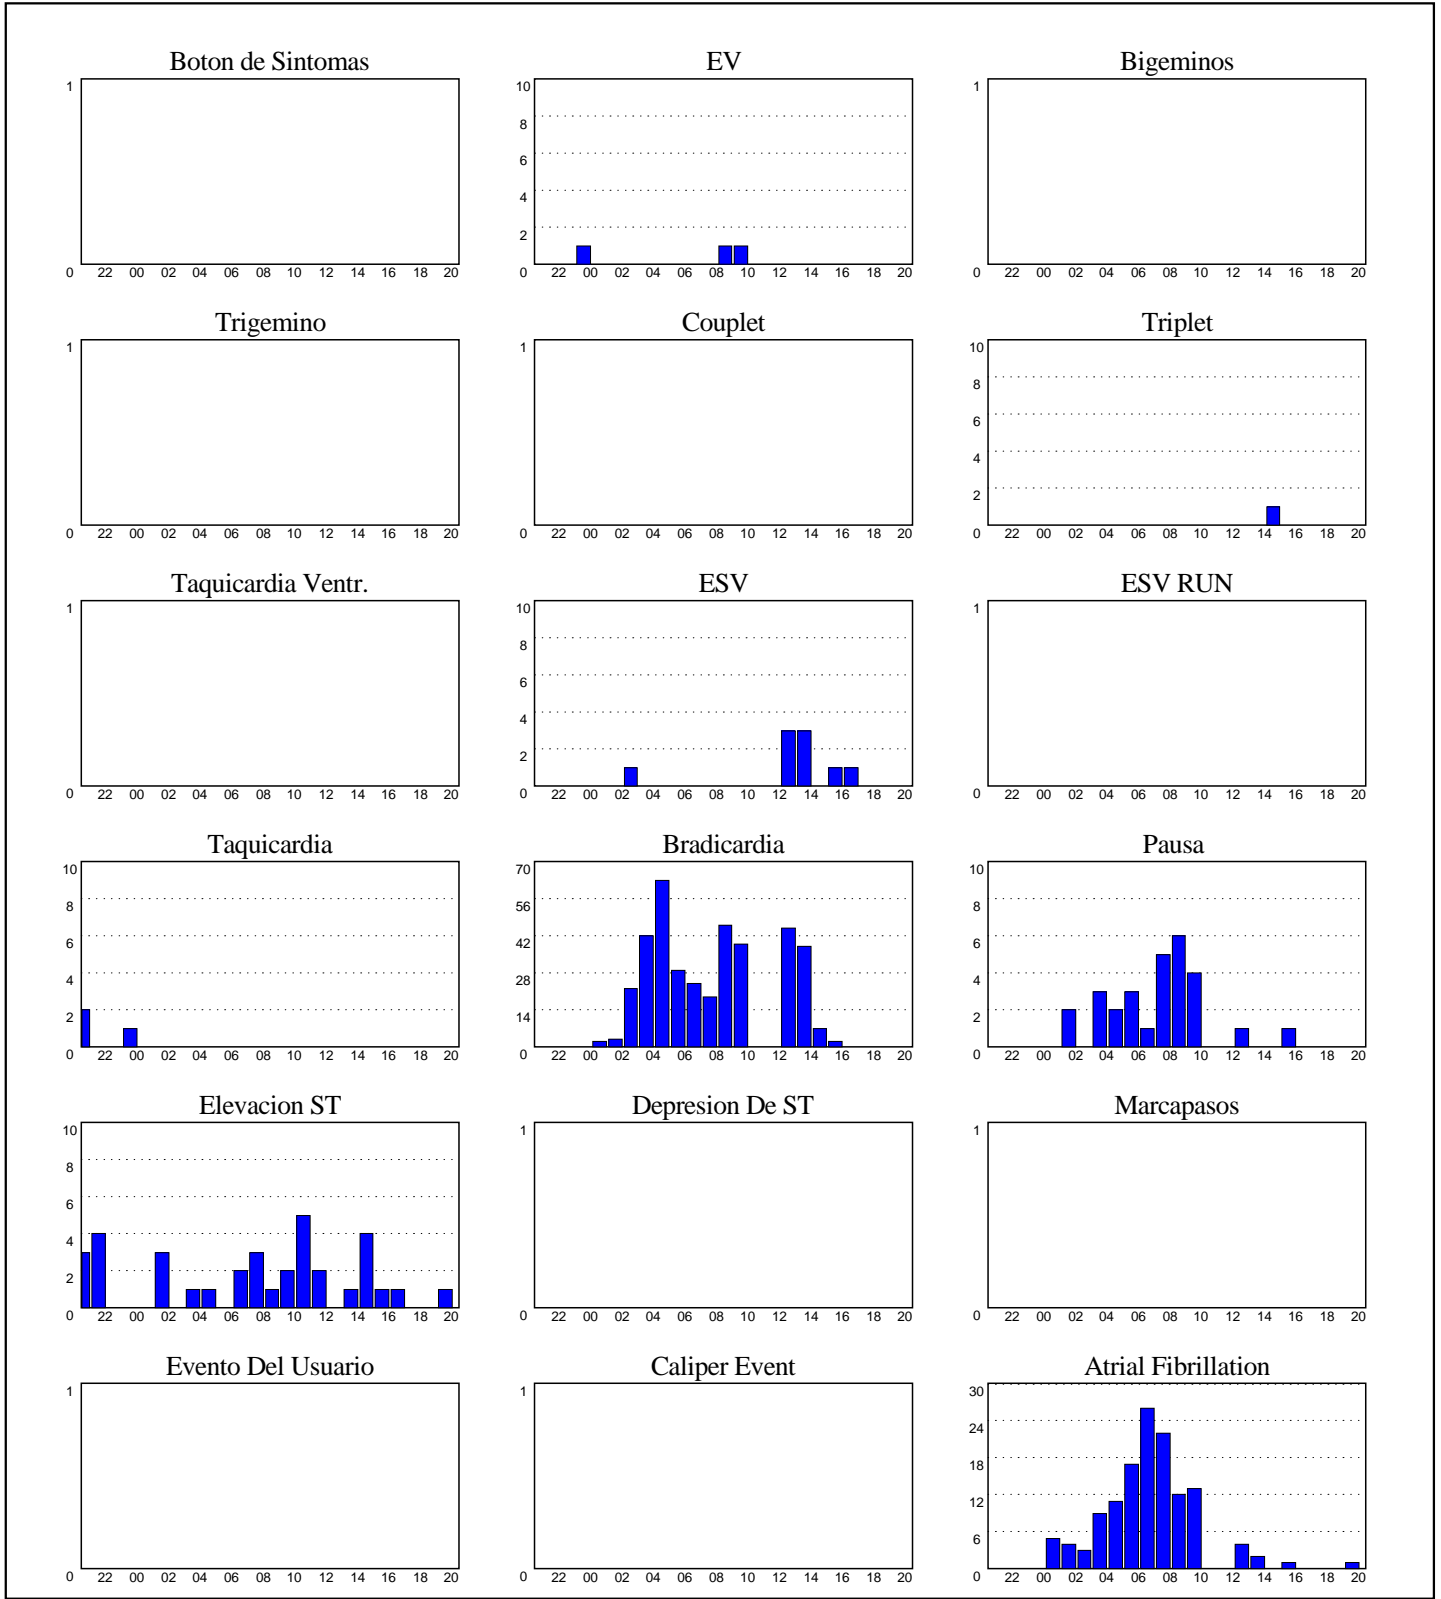 Boton de Sintomas EV Bigeminos
1 10 1
8
6
4
2
0 22 00 02 04 06 08 10 12 14 16 18 20 0 22 00 02 04 06 08 10 12 14 16 18 20 0 22 00 02 04 06 08 10 12 14 16 18 20
Trigemino Couplet Triplet
1 1 10
8
6
4
2
0 22 00 02 04 06 08 10 12 14 16 18 20 0 22 00 02 04 06 08 10 12 14 16 18 20 0 22 00 02 04 06 08 10 12 14 16 18 20
Taquicardia Ventr. ESV ESV RUN
1 10 1
8
6
4
2
0 22 00 02 04 06 08 10 12 14 16 18 20 0 22 00 02 04 06 08 10 12 14 16 18 20 0 22 00 02 04 06 08 10 12 14 16 18 20
Taquicardia Bradicardia Pausa
10 70 10
8 56 8
6 42 6
4 28 4
2 14 2
0 22 00 02 04 06 08 10 12 14 16 18 20 0 22 00 02 04 06 08 10 12 14 16 18 20 0 22 00 02 04 06 08 10 12 14 16 18 20
Elevacion ST Depresion De ST Marcapasos
10 1 1
8
6
4
2
0 22 00 02 04 06 08 10 12 14 16 18 20 0 22 00 02 04 06 08 10 12 14 16 18 20 0 22 00 02 04 06 08 10 12 14 16 18 20
Evento Del Usuario Caliper Event Atrial Fibrillation
1 1 30
24
18
12
6
0 22 00 02 04 06 08 10 12 14 16 18 20 0 22 00 02 04 06 08 10 12 14 16 18 20 0 22 00 02 04 06 08 10 12 14 16 18 20